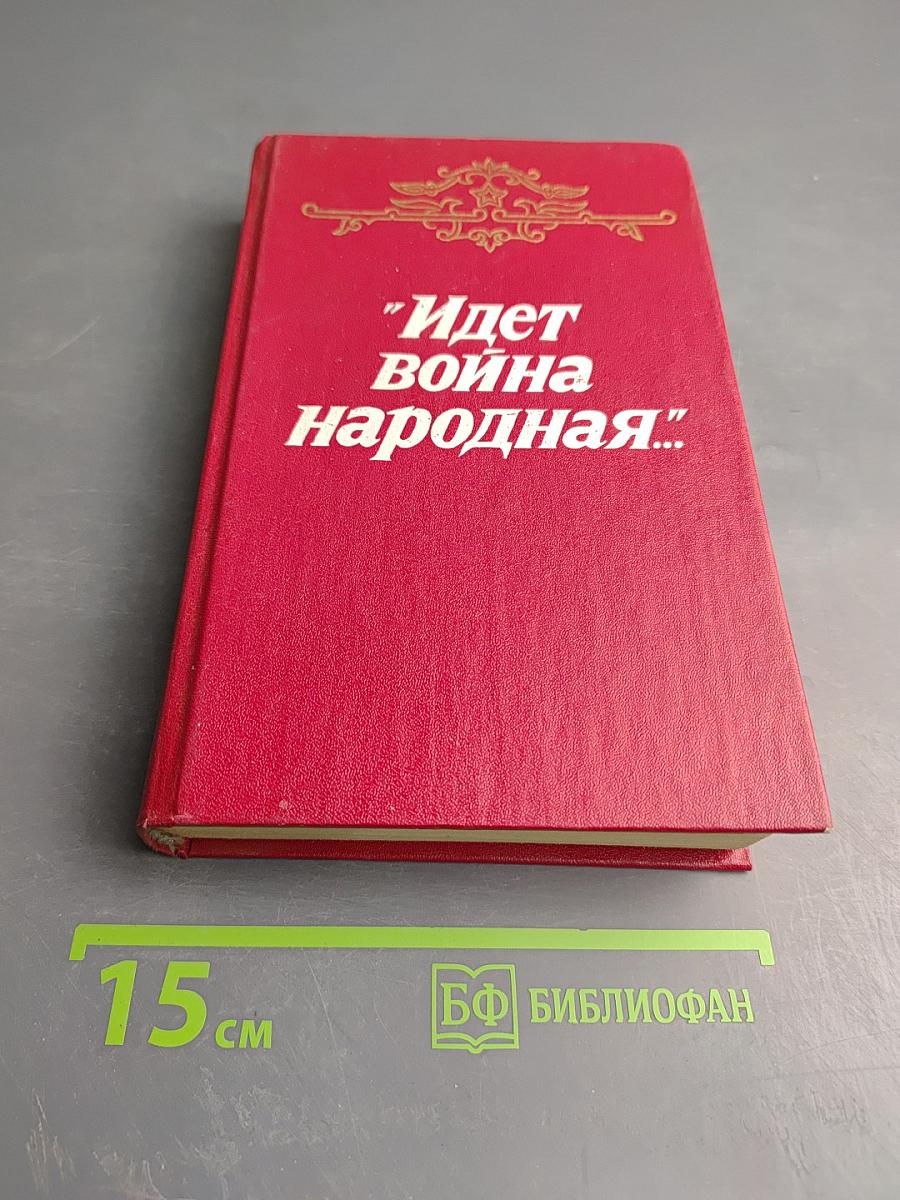 "Идет
война
народная..."
15 см
БФ БИБЛИОФАН